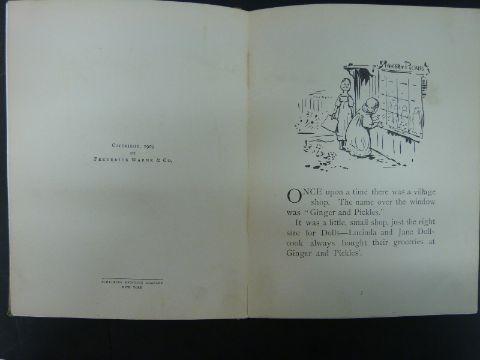 COPYRIGHT, 1909
BY
FREDERICK WARNE & CO.
NEW YORK
ONCE upon a time there was a village
shop. The name over the window
was "Ginger and Pickles."
It was a little, small shop, just the right
size for Dolls—Lucinda and Jane Doll-
cook always bought their groceries at
Ginger and Pickles'.